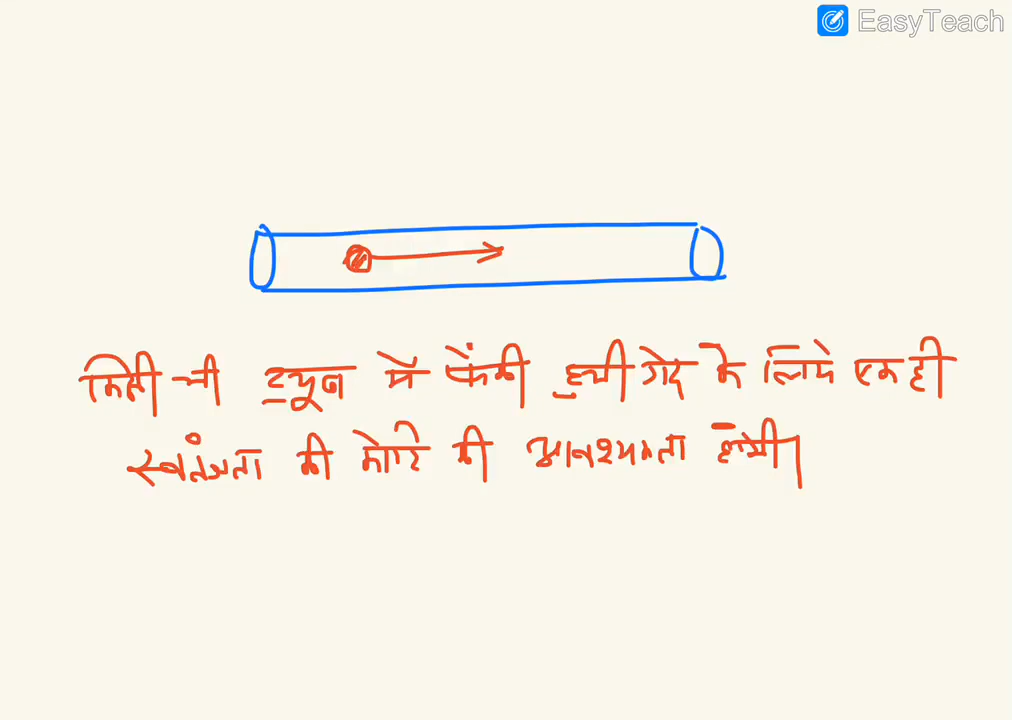 EasyTeach
किसी भी ट्यूब में फेंकी हुयी गेंद के लिये एक ही
स्वतंत्रता की कोटि की आवश्यकता होगी।